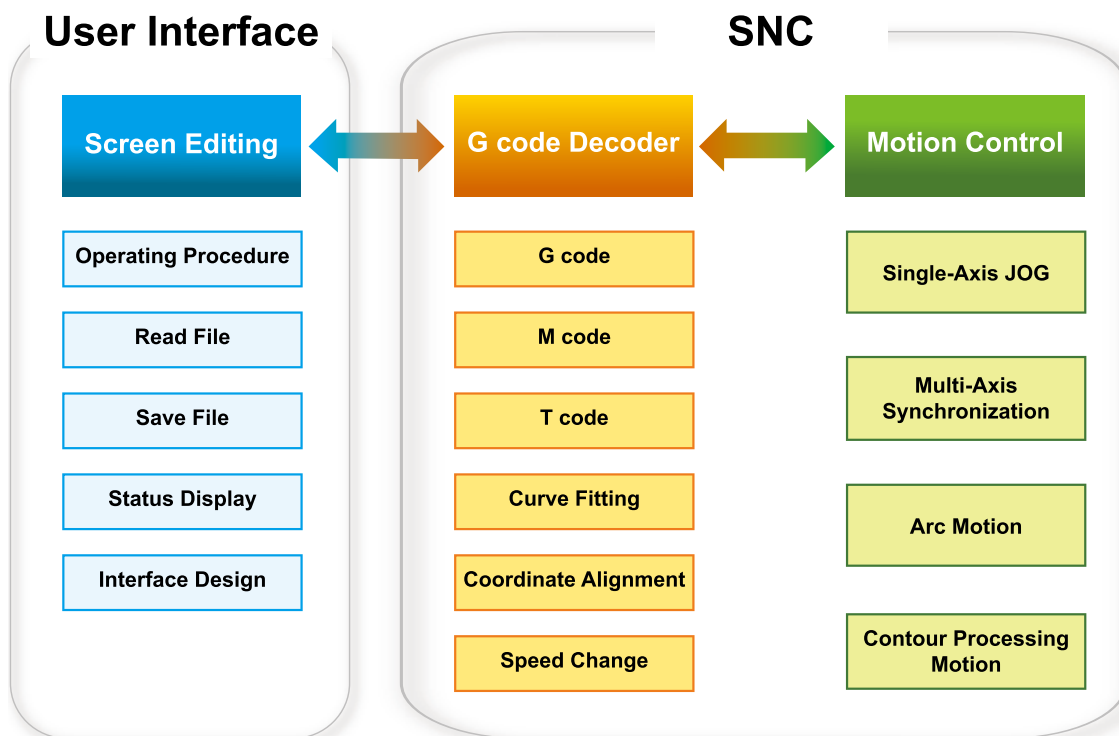 User Interface
SNC
Screen Editing
G code Decoder
Motion Control
Operating Procedure
Read File
Save File
Status Display
Interface Design
G code
M code
T code
Curve Fitting
Coordinate Alignment
Speed Change
Single-Axis JOG
Multi-Axis
Synchronization
Arc Motion
Contour Processing
Motion